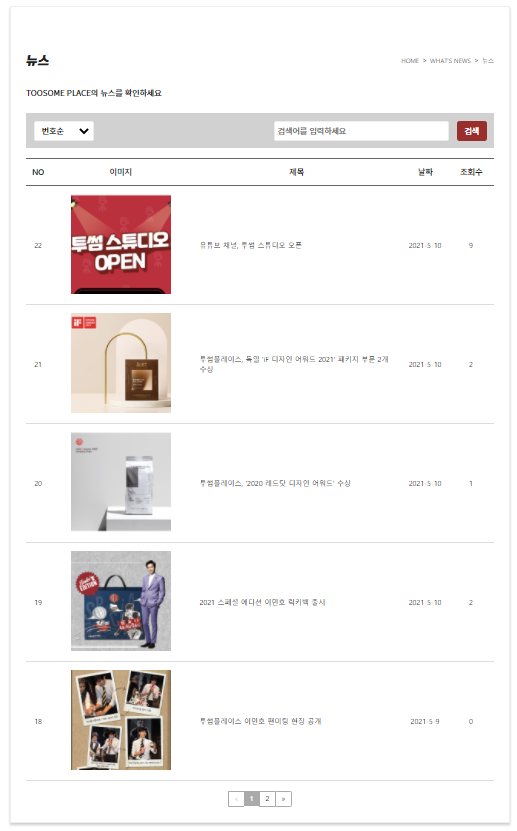 뉴스
HOME > WHAT'S NEWS > 뉴스
TOOSOME PLACE의 뉴스를 확인하세요
번호순
검색어를 입력하세요
검색
NO 이미지 제목 날짜 조회수
투썸 스튜디오
OPEN
22 유튜브 채널, 투썸 스튜디오 오픈 2021-5-10 9
21 투썸플레이스, 독일 'iF 디자인 어워드 2021' 패키지 부문 2개
수상 2021-5-10 2
20 투썸플레이스, '2020 레드닷 디자인 어워드' 수상 2021-5-10 1
EDITION
19 2021 스페셜 에디션 이민호 럭키백 출시 2021-5-10 2
18 투썸플레이스 이민호 팬미팅 현장 공개 2021-5-9 0
« 1 2 »